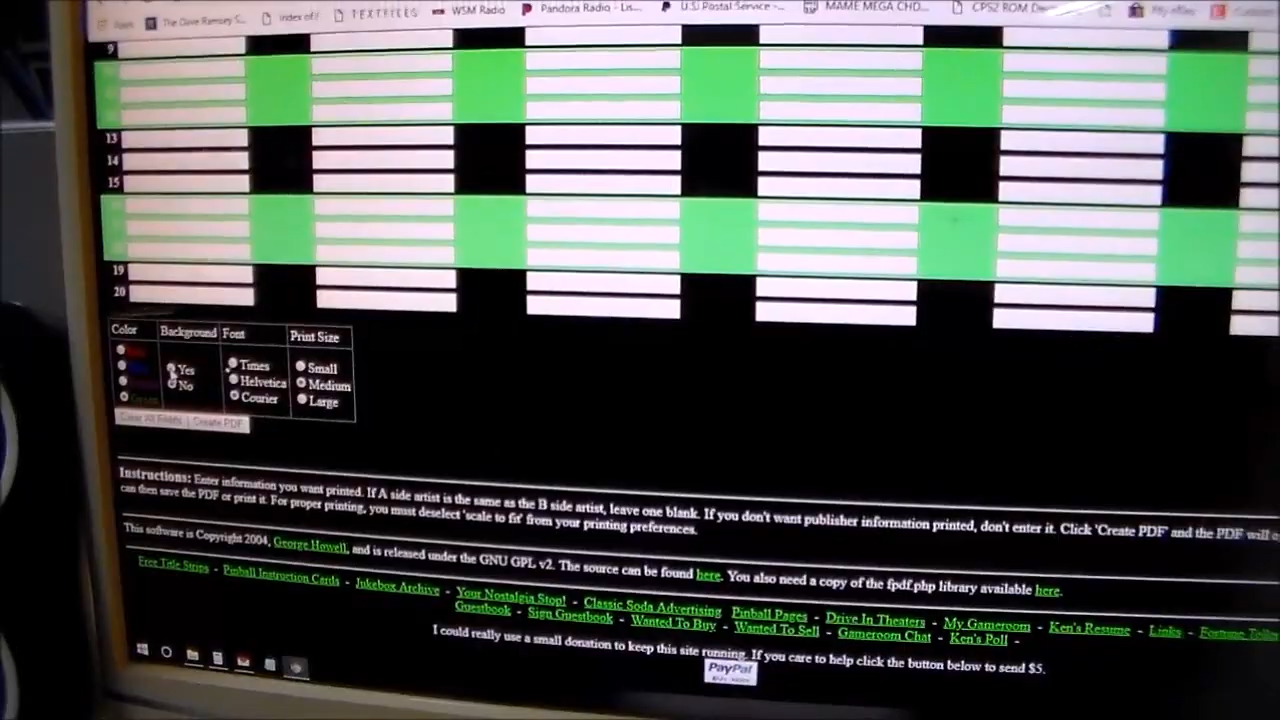 The Dave Ramsey S... Index of / TEXTFILES WSM Radio Pandora Radio - Lis... U.S. Postal Service - ... MAME MEGA CHD... CPS2 ROM De
9
13
14
15
19
20
Color Background Font Print Size
Yes Times Small
No Helvetica Medium
Courier Large
Clear All Fields | Create PDF
Instructions: Enter information you want printed. If A side artist is the same as the B side artist, leave one blank. If you don't want publisher information printed, don't enter it. Click 'Create PDF' and the PDF will
can then save the PDF or print it. For proper printing, you must deselect 'scale to fit' from your printing preferences.
This software is Copyright 2004, George Howell, and is released under the GNU GPL v2. The source can be found here. You also need a copy of the fpdf.php library available here.
Free Title Strips - Pinball Instruction Cards - Jukebox Archive - Your Nostalgia Stop! - Classic Soda Advertising Pinball Pages - Drive In Theaters - My Gameroom - Ken's Resume - Links - Fortune
Guestbook - Sign Guestbook - Wanted To Buy - Wanted To Sell - Gameroom Chat - Ken's Poll -
I could really use a small donation to keep this site running. If you care to help click the button below to send $5.
PayPal